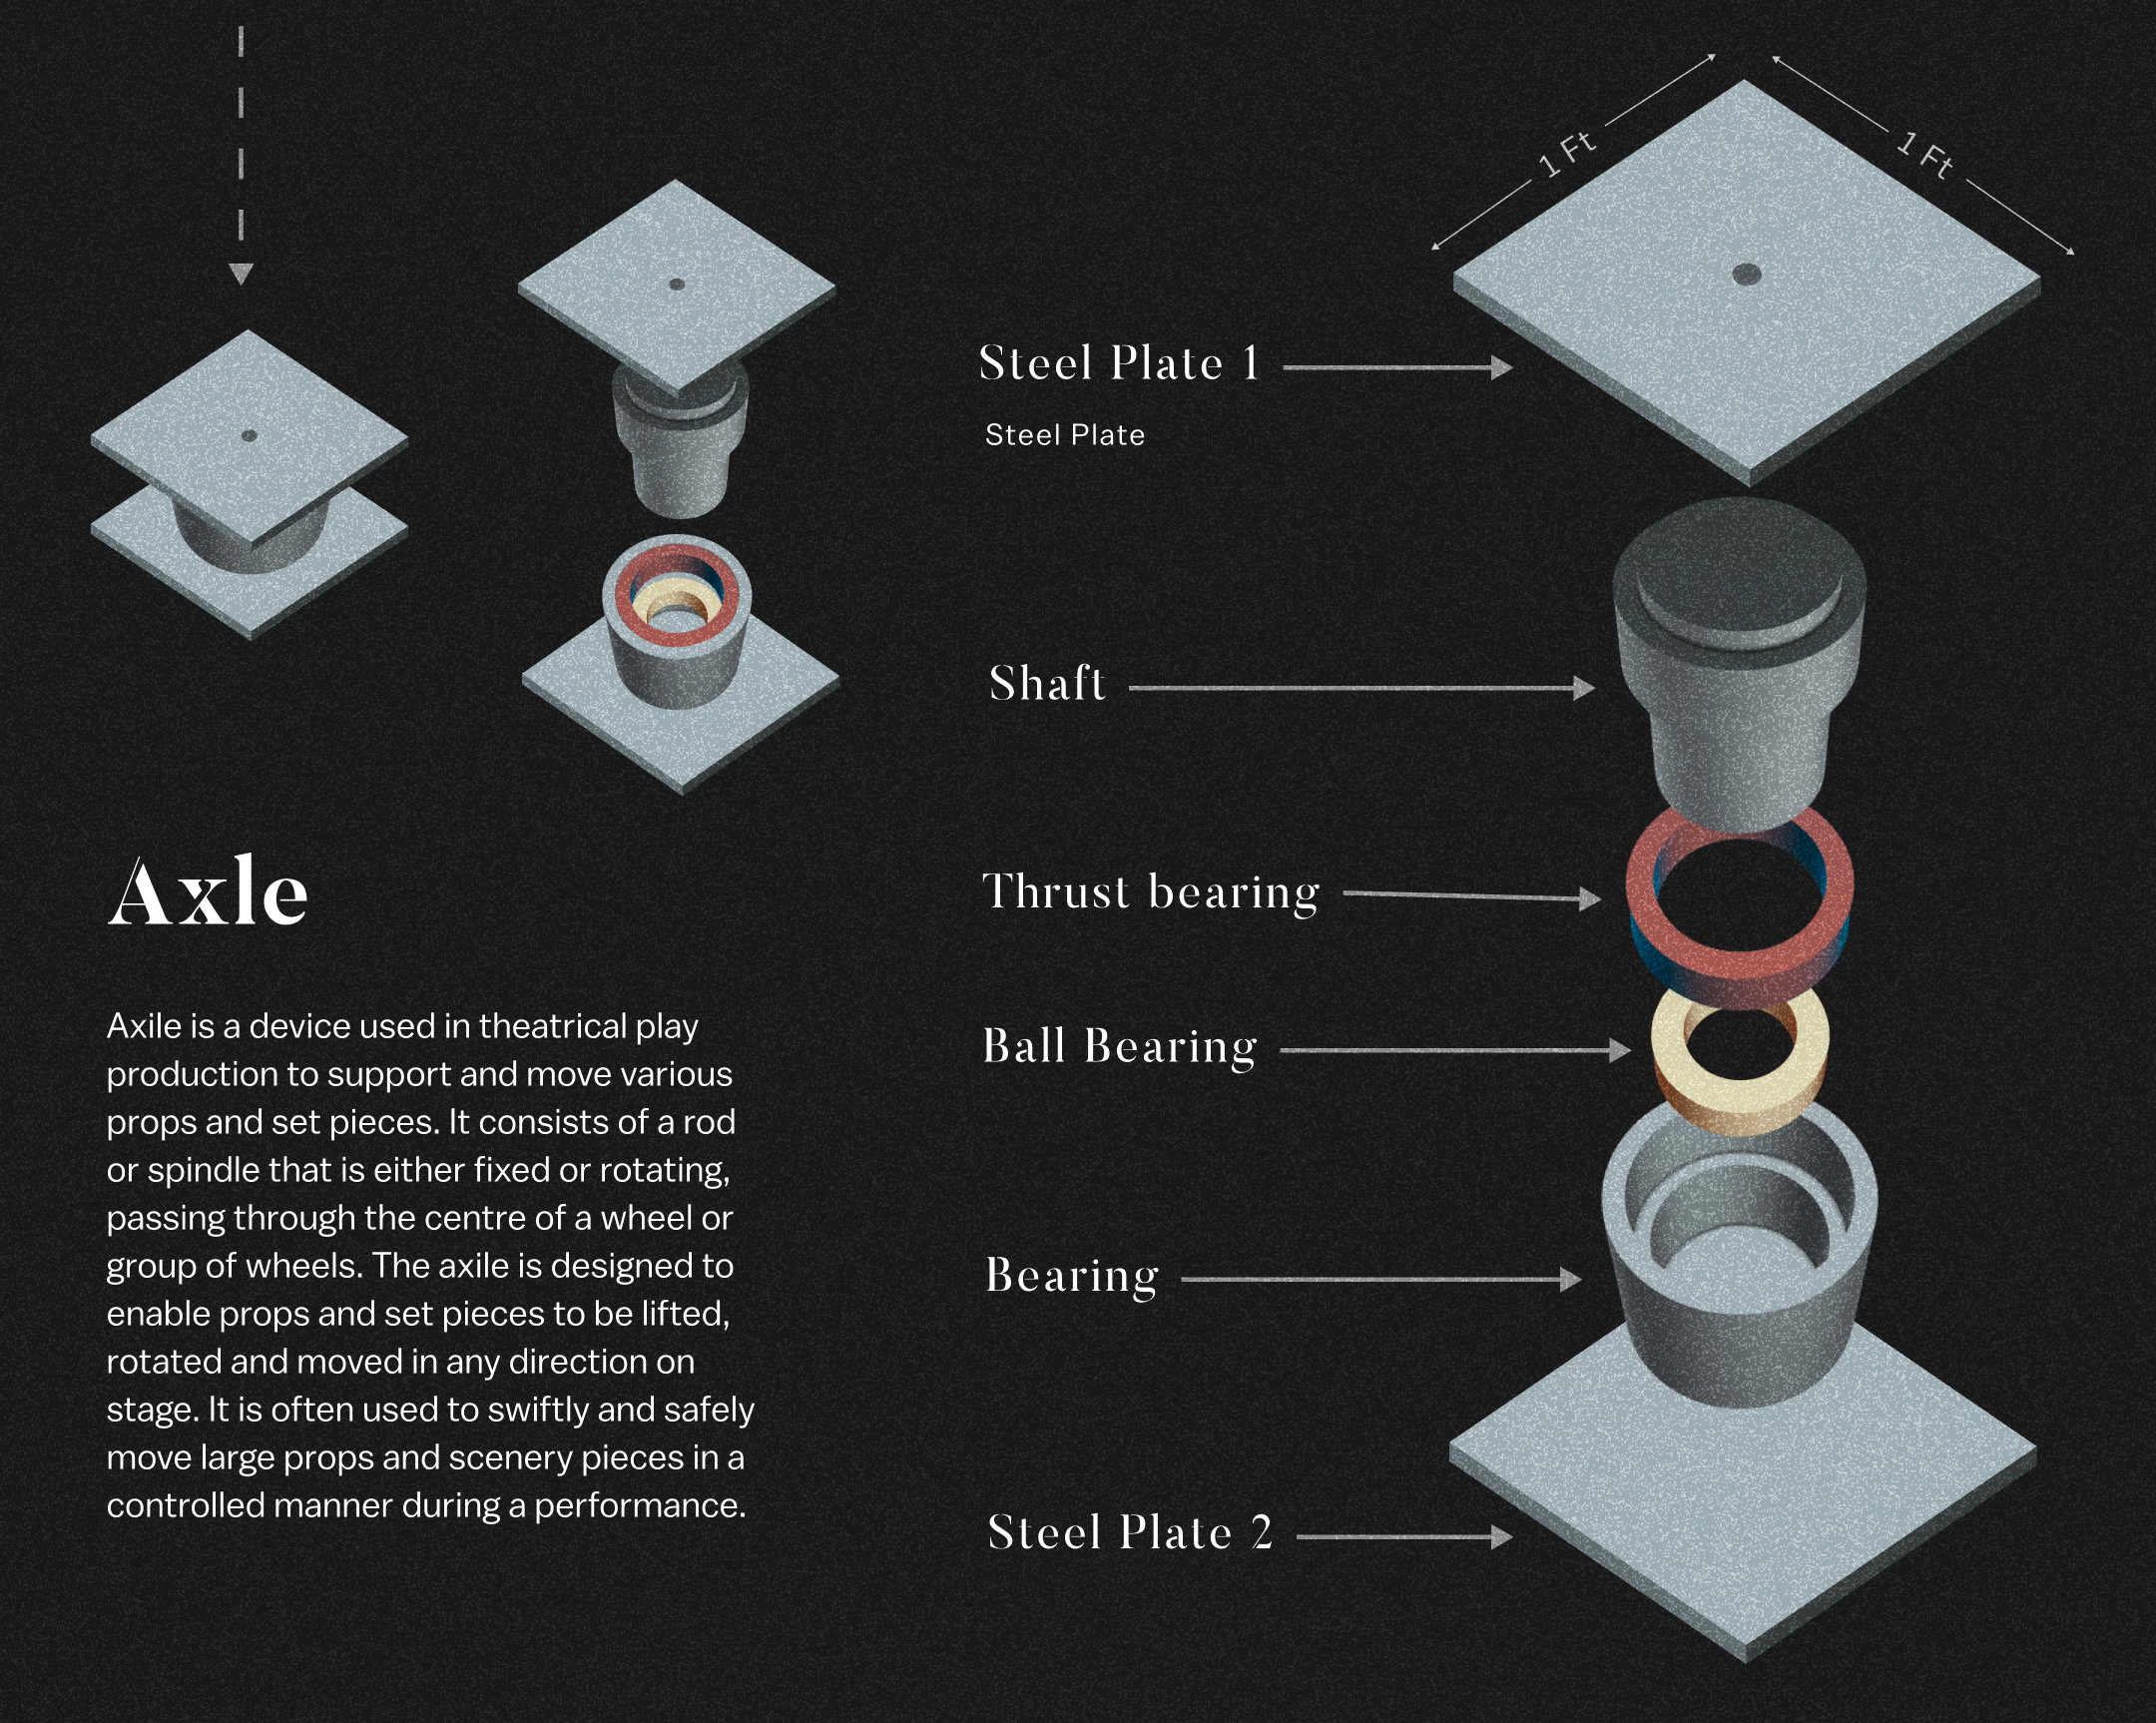 1 Ft
1 Ft
Steel Plate 1
Steel Plate
Shaft
Thrust bearing
Ball Bearing
Bearing
Steel Plate 2
Axle
Axile is a device used in theatrical play
production to support and move various
props and set pieces. It consists of a rod
or spindle that is either fixed or rotating,
passing through the centre of a wheel or
group of wheels. The axile is designed to
enable props and set pieces to be lifted,
rotated and moved in any direction on
stage. It is often used to swiftly and safely
move large props and scenery pieces in a
controlled manner during a performance.